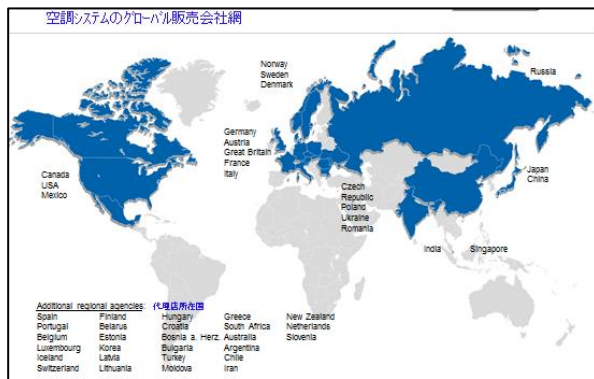 空調システムのグローバル販売会社網
Norway
Sweden
Denmark
Russia
Germany
Austria
Great Britain
France
Italy
Canada
USA
Mexico
Japan
China
Czech
Republic
Poland
Ukraine
Romania
India
Singapore
Additional regional agencies: 代理店所在国
Spain Finland Hungary Greece New Zealand
Portugal Belarus Croatia South Africa Netherlands
Belgium Estonia Bosnia a. Herz. Australia Slovenia
Luxembourg Korea Bulgaria Argentina
Iceland Latvia Turkey Chile
Switzerland Lithuania Moldova Iran